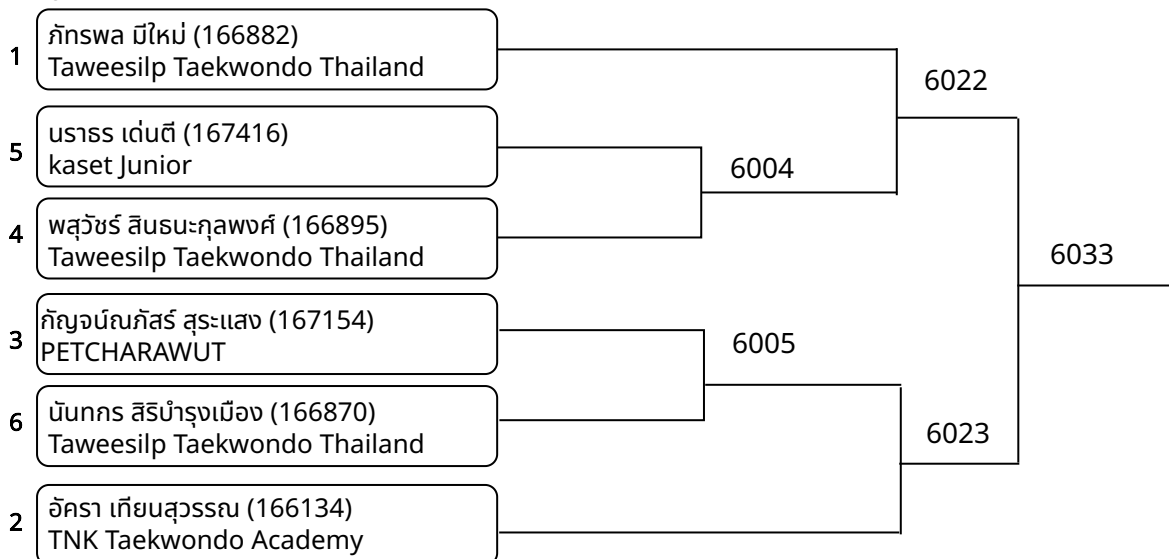 1
ภัทรพล มีใหม่ (166882)
Taweesilp Taekwondo Thailand
6022
5
นราธร เด่นตี (167416)
kaset Junior
6004
4
พสุวัชร์ สินธนะกุลพงศ์ (166895)
Taweesilp Taekwondo Thailand
6033
3
กัญจน์ณภัสร์ สุระแสง (167154)
PETCHARAWUT
6005
6
นันทกร สิริบำรุงเมือง (166870)
Taweesilp Taekwondo Thailand
6023
2
อัครา เทียนสุวรรณ (166134)
TNK Taekwondo Academy